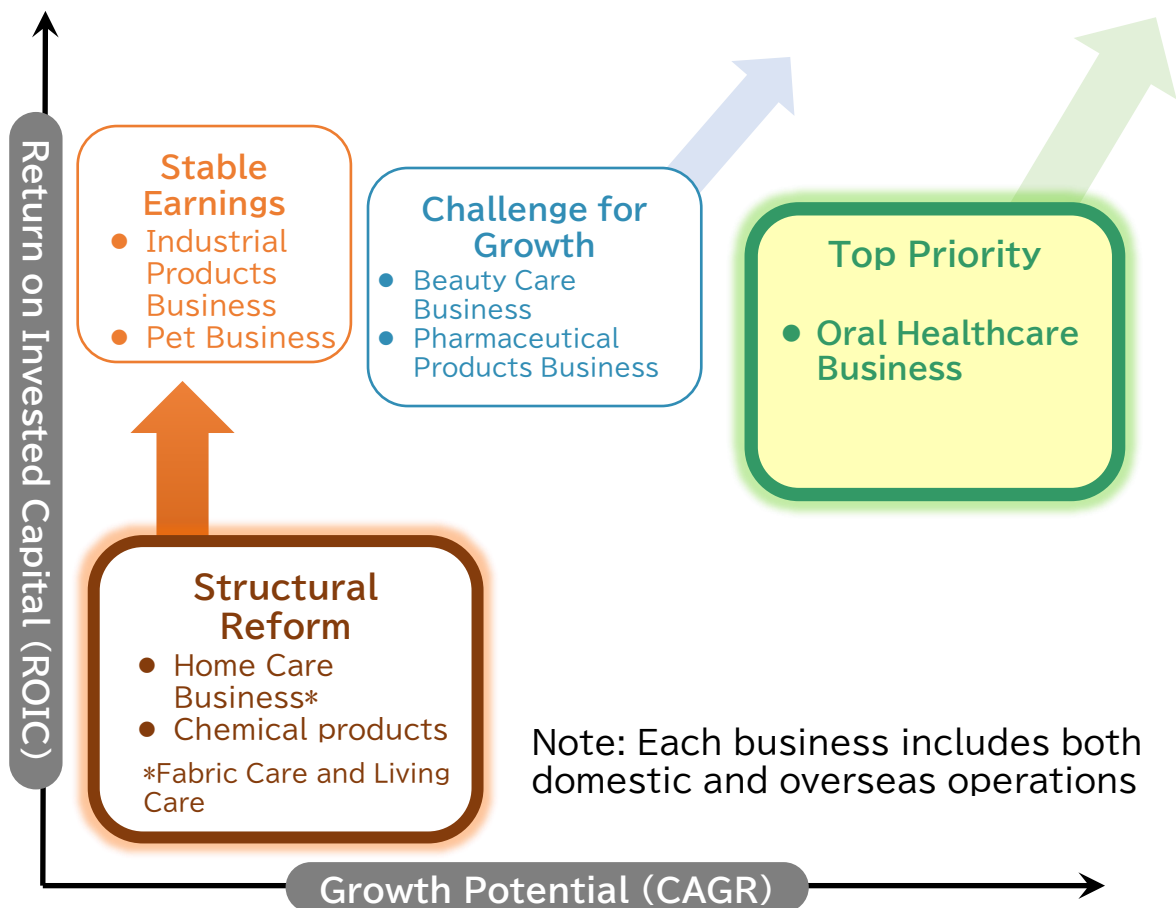 Return on Invested Capital (ROIC)
Stable
Earnings
● Industrial
Products
Business
● Pet Business
Challenge for
Growth
● Beauty Care
Business
● Pharmaceutical
Products Business
Top Priority
● Oral Healthcare
Business
Structural
Reform
● Home Care
Business*
● Chemical products
*Fabric Care and Living
Care
Note: Each business includes both
domestic and overseas operations
Growth Potential (CAGR)